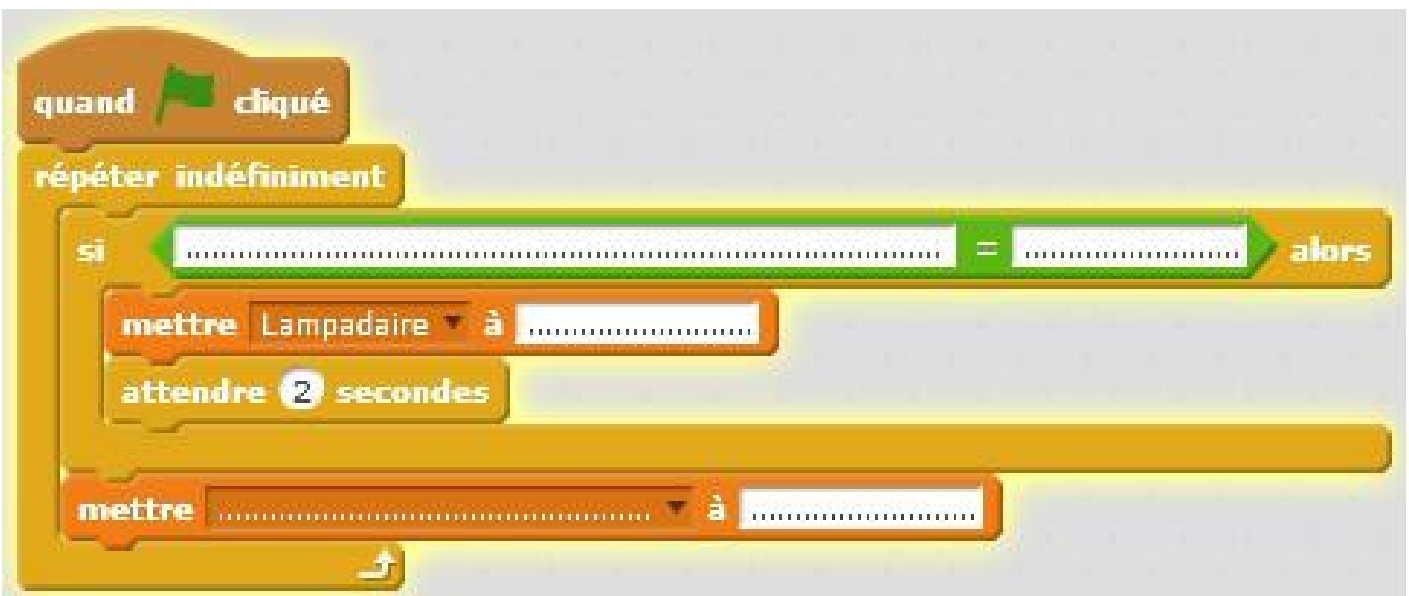 quand cliqué
répéter indéfiniment
si ........................................................................ = ...................... alors
mettre Lampadaire à .......................
attendre 2 secondes
mettre ............................................ à .......................